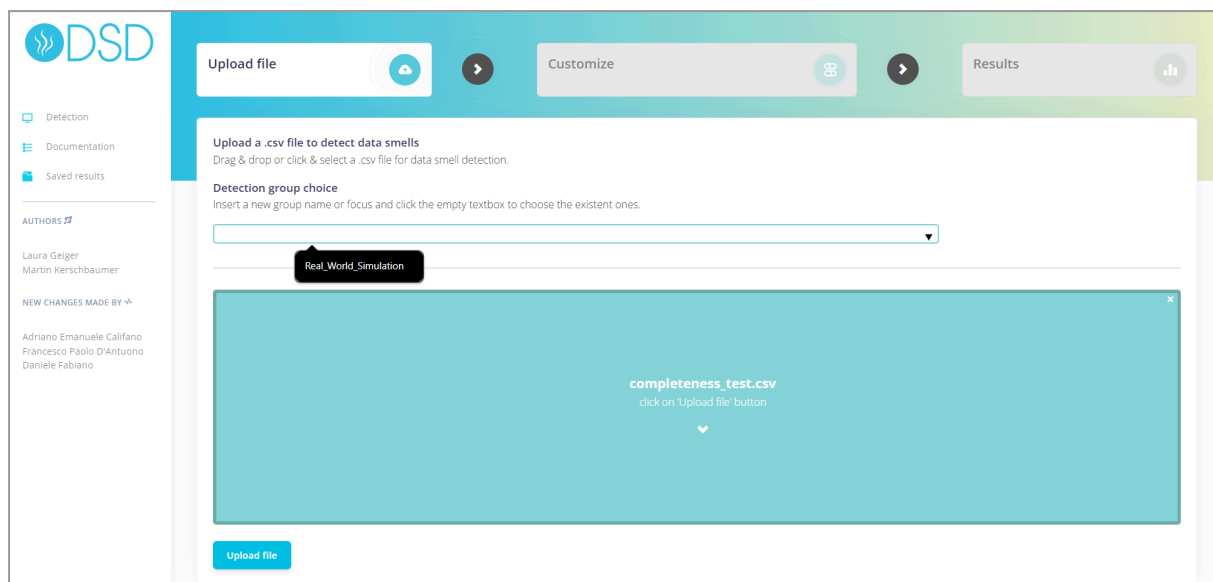 DSD
Detection
Documentation
Saved results
AUTHORS
Laura Geiger
Martin Kerschbaumer
NEW CHANGES MADE BY
Adriano Emanuele Califano
Francesco Paolo D'Antuono
Daniele Fabiano
Upload file
Customize
Results
Upload a .csv file to detect data smells
Drag & drop or click & select a .csv file for data smell detection.
Detection group choice
Insert a new group name or focus and click the empty textbox to choose the existent ones.
Real_World_Simulation
completeness_test.csv
click on 'Upload file' button
Upload file